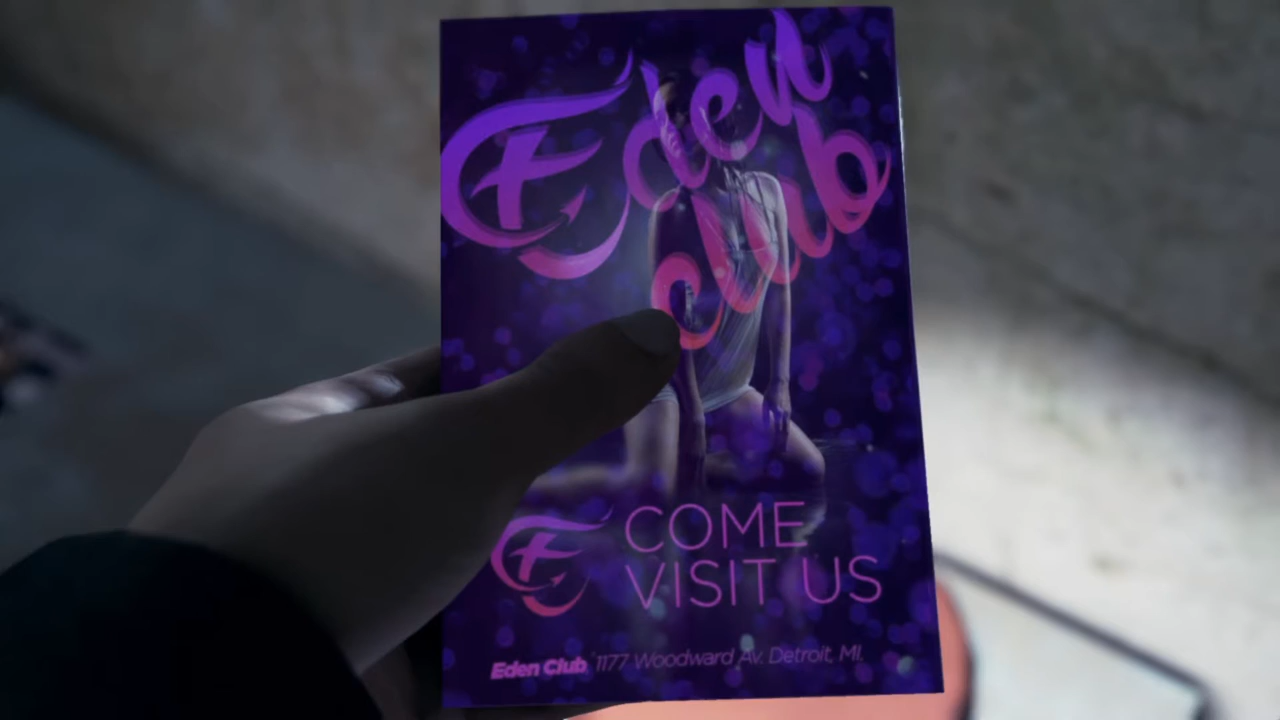 Eden
club
COME
VISIT US
Eden Club 1177 Woodward Av. Detroit, MI.